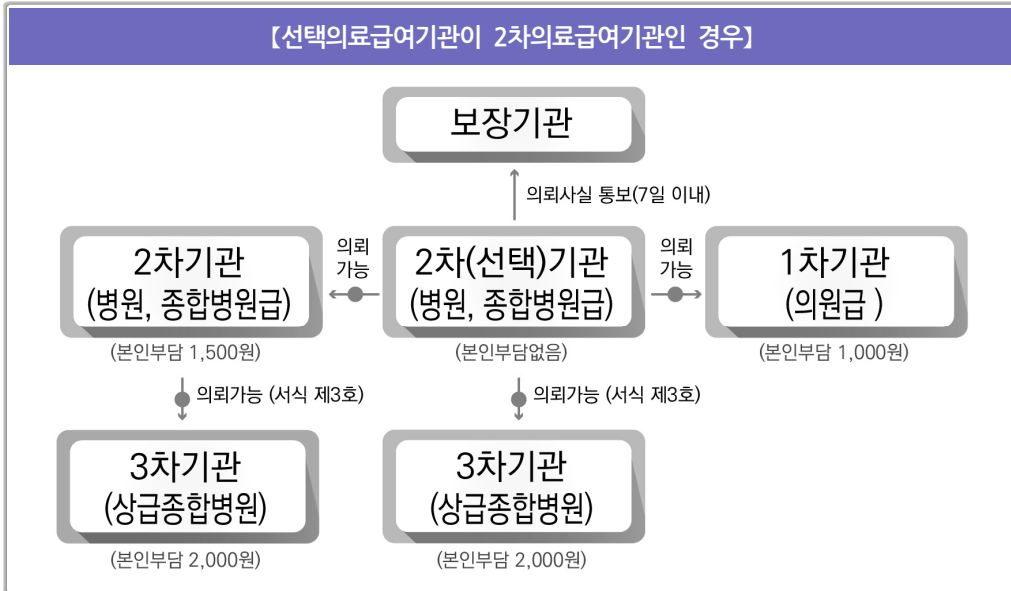 【선택의료급여기관이 2차의료급여기관인 경우】
보장기관
의뢰사실 통보(7일 이내)
2차기관
(병원, 종합병원급)
(본인부담 1,500원)
의뢰
가능
2차(선택)기관
(병원, 종합병원급)
(본인부담없음)
의뢰
가능
1차기관
(의원급 )
(본인부담 1,000원)
의뢰가능 (서식 제3호)
의뢰가능 (서식 제3호)
3차기관
(상급종합병원)
(본인부담 2,000원)
3차기관
(상급종합병원)
(본인부담 2,000원)